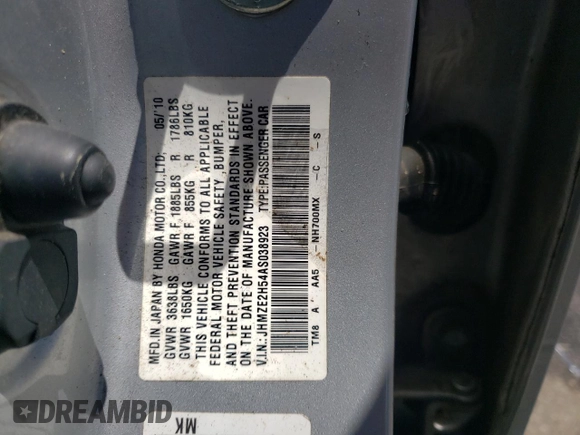 MFD.IN JAPAN BY HONDA MOTOR CO.,LTD. 05/10
GVWR 3638LBS GAWR F 1885LBS R 1786LBS
GVWR 1650KG GAWR F 855KG R 810KG
THIS VEHICLE CONFORMS TO ALL APPLICABLE
FEDERAL MOTOR VEHICLE SAFETY, BUMPER,
AND THEFT PREVENTION STANDARDS IN EFFECT
ON THE DATE OF MANUFACTURE SHOWN ABOVE.
V.I.N.: JHMZE2H54AS038923 TYPE:PASSENGER CAR
TM8 A AA5 - NH700MX - C - S
MK
DREAMBID